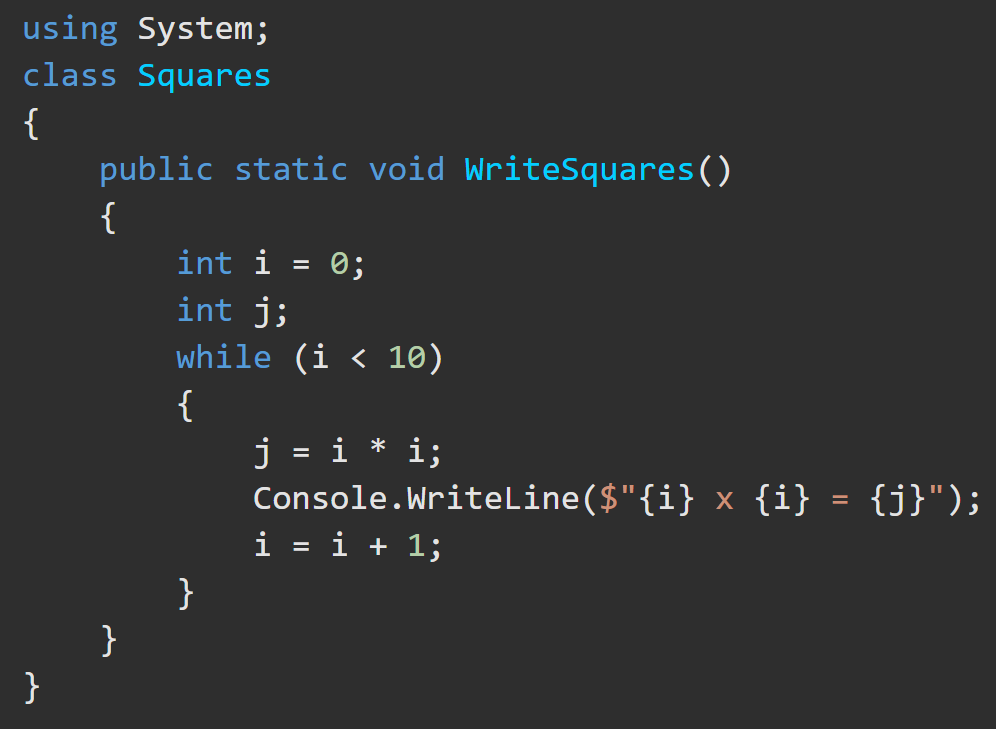 using System;
class Squares
{
    public static void WriteSquares()
    {
        int i = 0;
        int j;
        while (i < 10)
        {
            j = i * i;
            Console.WriteLine($"{i} x {i} = {j}");
            i = i + 1;
        }
    }
}